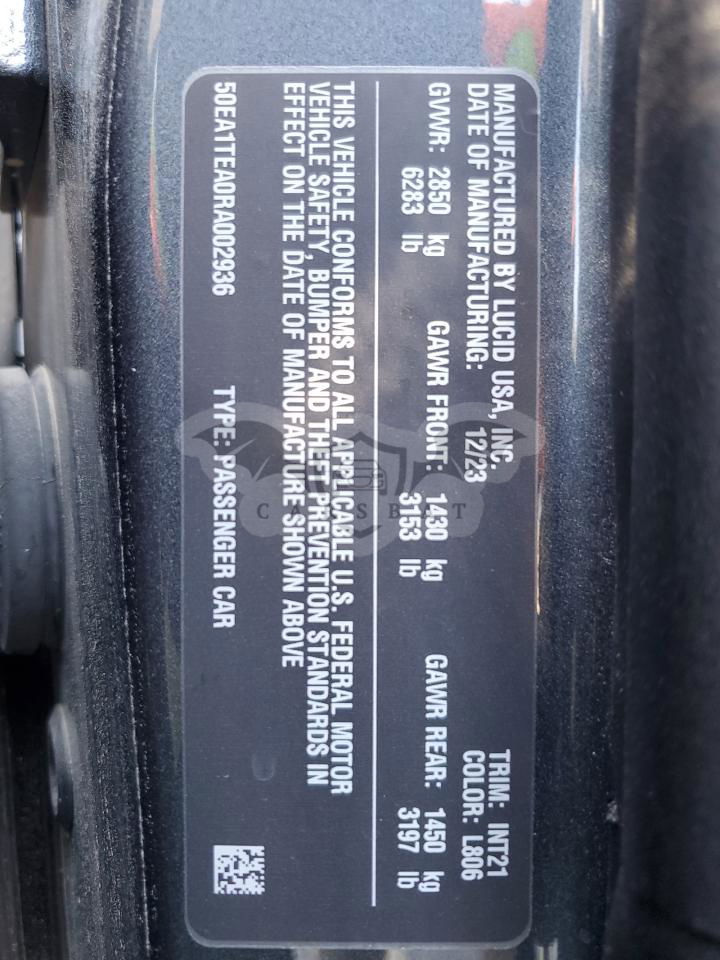 MANUFACTURED BY LUCID USA, INC.
DATE OF MANUFACTURING: 12/23
TRIM: INT21
COLOR: L806
GVWR: 2850 kg
6283 lb
GAWR FRONT: 1430 kg
3153 lb
GAWR REAR: 1450 kg
3197 lb
THIS VEHICLE CONFORMS TO ALL APPLICABLE U.S. FEDERAL MOTOR
VEHICLE SAFETY, BUMPER AND THEFT PREVENTION STANDARDS IN
EFFECT ON THE DATE OF MANUFACTURE SHOWN ABOVE
50EA1TEA0RA002936
TYPE: PASSENGER CAR
CARSBAT